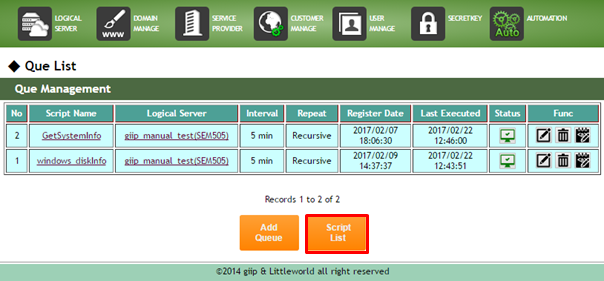 LOGICAL SERVER
DOMAIN MANAGE
SERVICE PROVIDER
CUSTOMER MANAGE
USER MANAGE
SECRETKEY
AUTOMATION
www
Auto
◆ Que List
Que Management
No Script Name Logical Server Interval Repeat Register Date Last Executed Status Func
2 GetSystemInfo giip_manual_test(SEM505) 5 min Recursive 2017/02/07 18:06:30 2017/02/22 12:46:00
1 windows_diskInfo giip_manual_test(SEM505) 5 min Recursive 2017/02/09 14:37:37 2017/02/22 12:43:51
Records 1 to 2 of 2
Add Queue
Script List
©2014 giip & Littleworld all right reserved